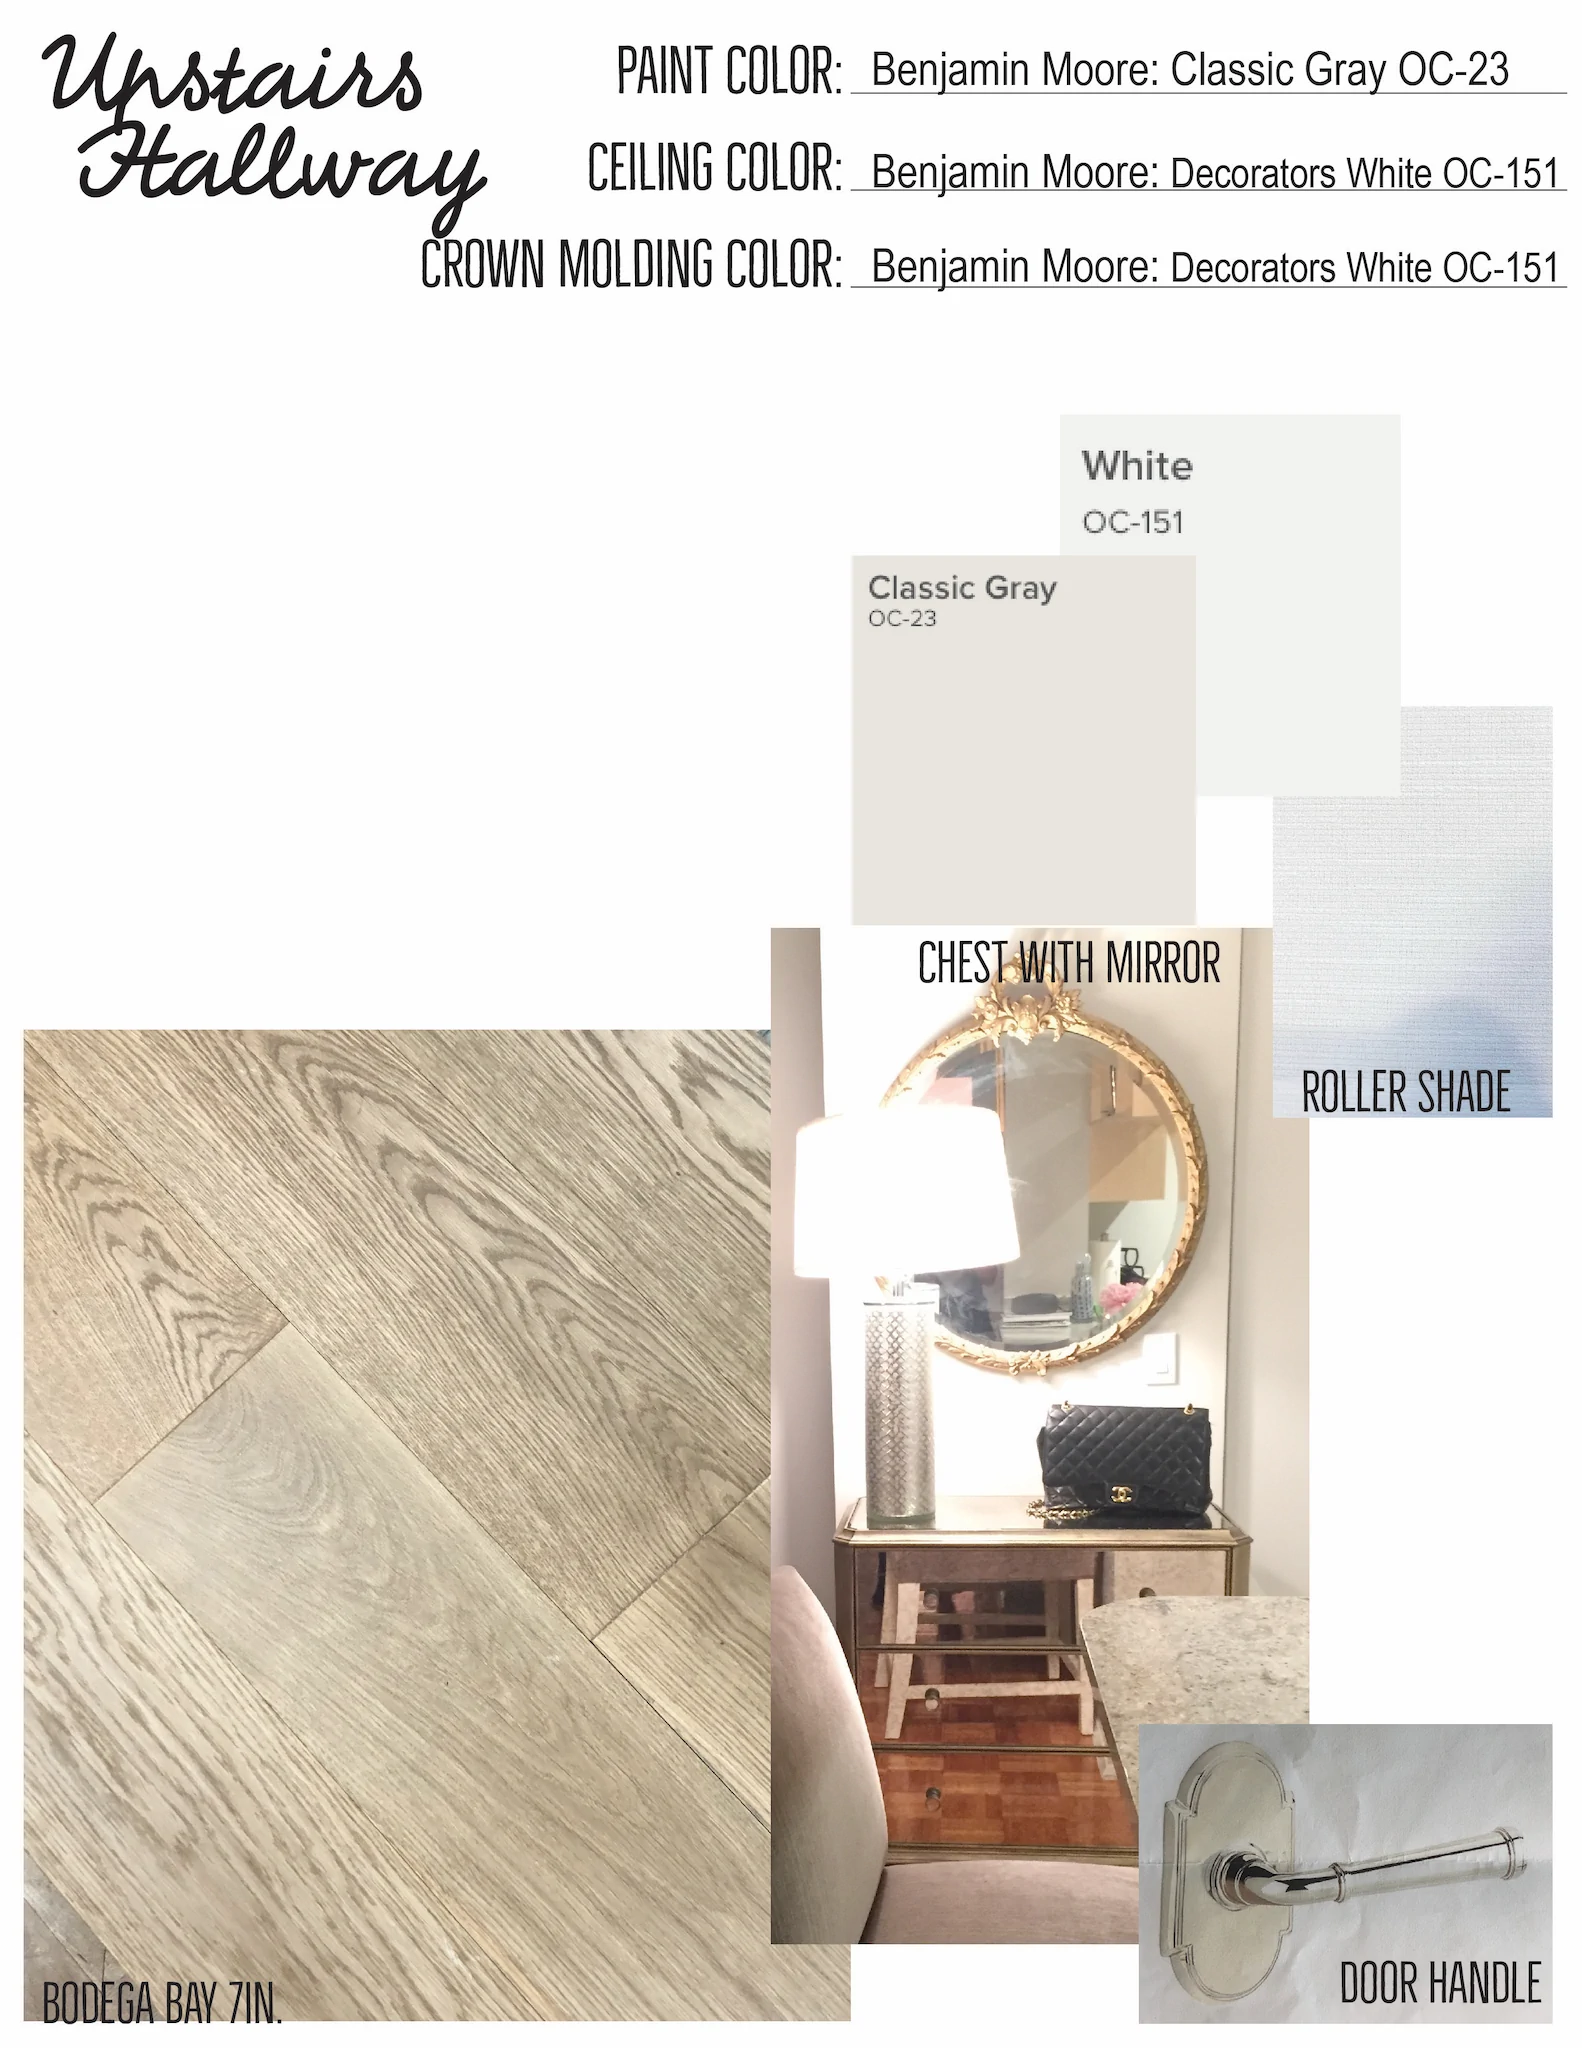 Upstairs
Hallway
PAINT COLOR: Benjamin Moore: Classic Gray OC-23
CEILING COLOR: Benjamin Moore: Decorators White OC-151
CROWN MOLDING COLOR: Benjamin Moore: Decorators White OC-151
White
OC-151
Classic Gray
OC-23
CHEST WITH MIRROR
ROLLER SHADE
BODEGA BAY 7IN.
DOOR HANDLE